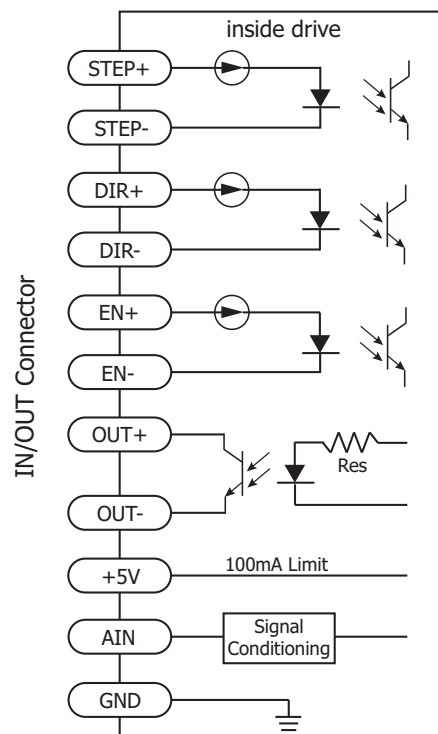 inside drive
STEP+
STEP-
DIR+
DIR-
EN+
EN-
IN/OUT Connector
OUT+
Res
OUT-
+5V
100mA Limit
AIN
Signal
Conditioning
GND